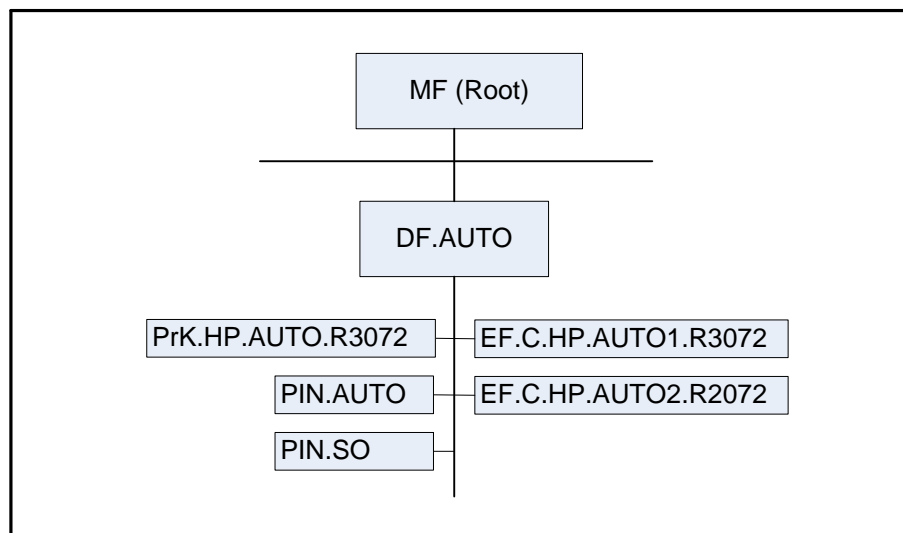 MF (Root)
DF.AUTO
PrK.HP.AUTO.R3072
EF.C.HP.AUTO1.R3072
PIN.AUTO
EF.C.HP.AUTO2.R2072
PIN.SO